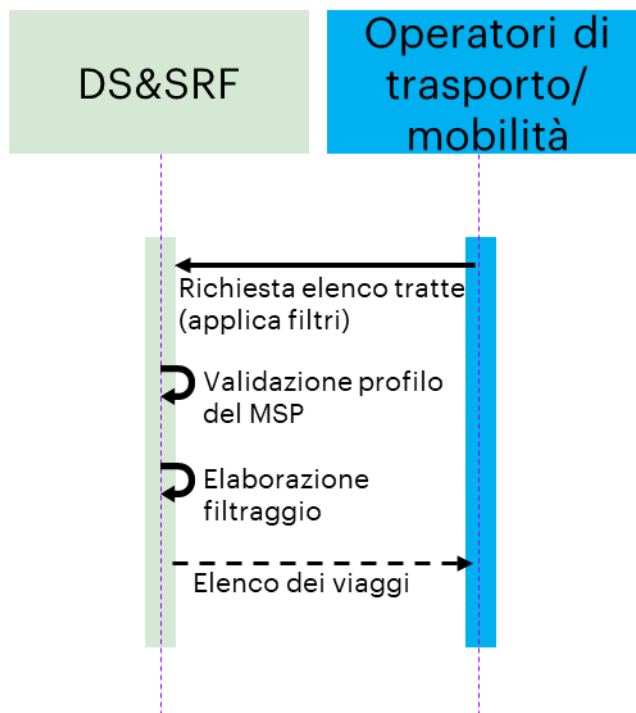 DS&SRF
Operatori di
trasporto/
mobilità
Richiesta elenco tratte
(applica filtri)
Validazione profilo
del MSP
Elaborazione
filtraggio
Elenco dei viaggi